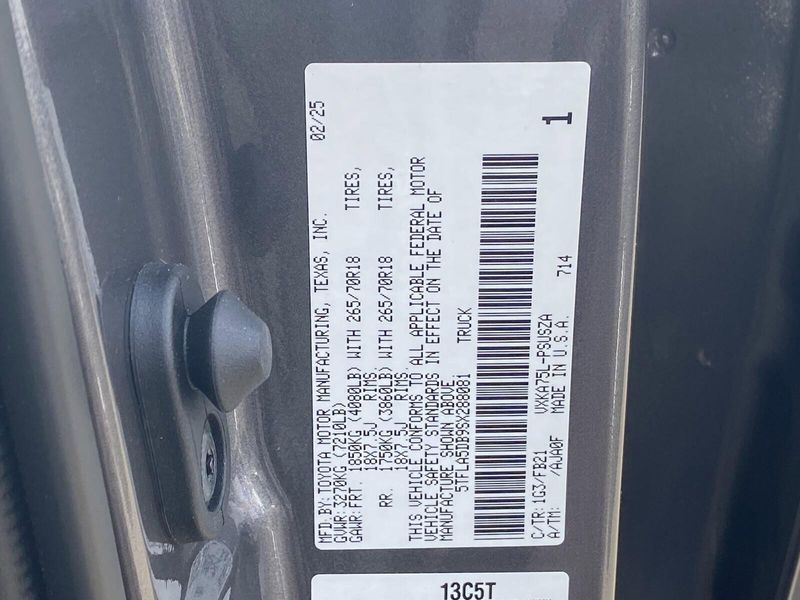 MFD.BY:TOYOTA MOTOR MANUFACTURING, TEXAS, INC. 02/25
GVWR:3270KG (7210LB)
GAWR:FRT. 1850KG (4080LB) WITH 265/70R18 TIRES,
18X7.5J RIMS.
RR. 1750KG (3860LB) WITH 265/70R18 TIRES,
18X7.5J RIMS.
THIS VEHICLE CONFORMS TO ALL APPLICABLE FEDERAL MOTOR
VEHICLE SAFETY STANDARDS IN EFFECT ON THE DATE OF
MANUFACTURE SHOWN ABOVE.
5TFLA5DB9SX288081 TRUCK
C/TR:1G3/FB21 VXKA75L-PSUSZA
A/TM: /AJA0F MADE IN U.S.A. 714
1
13C5T